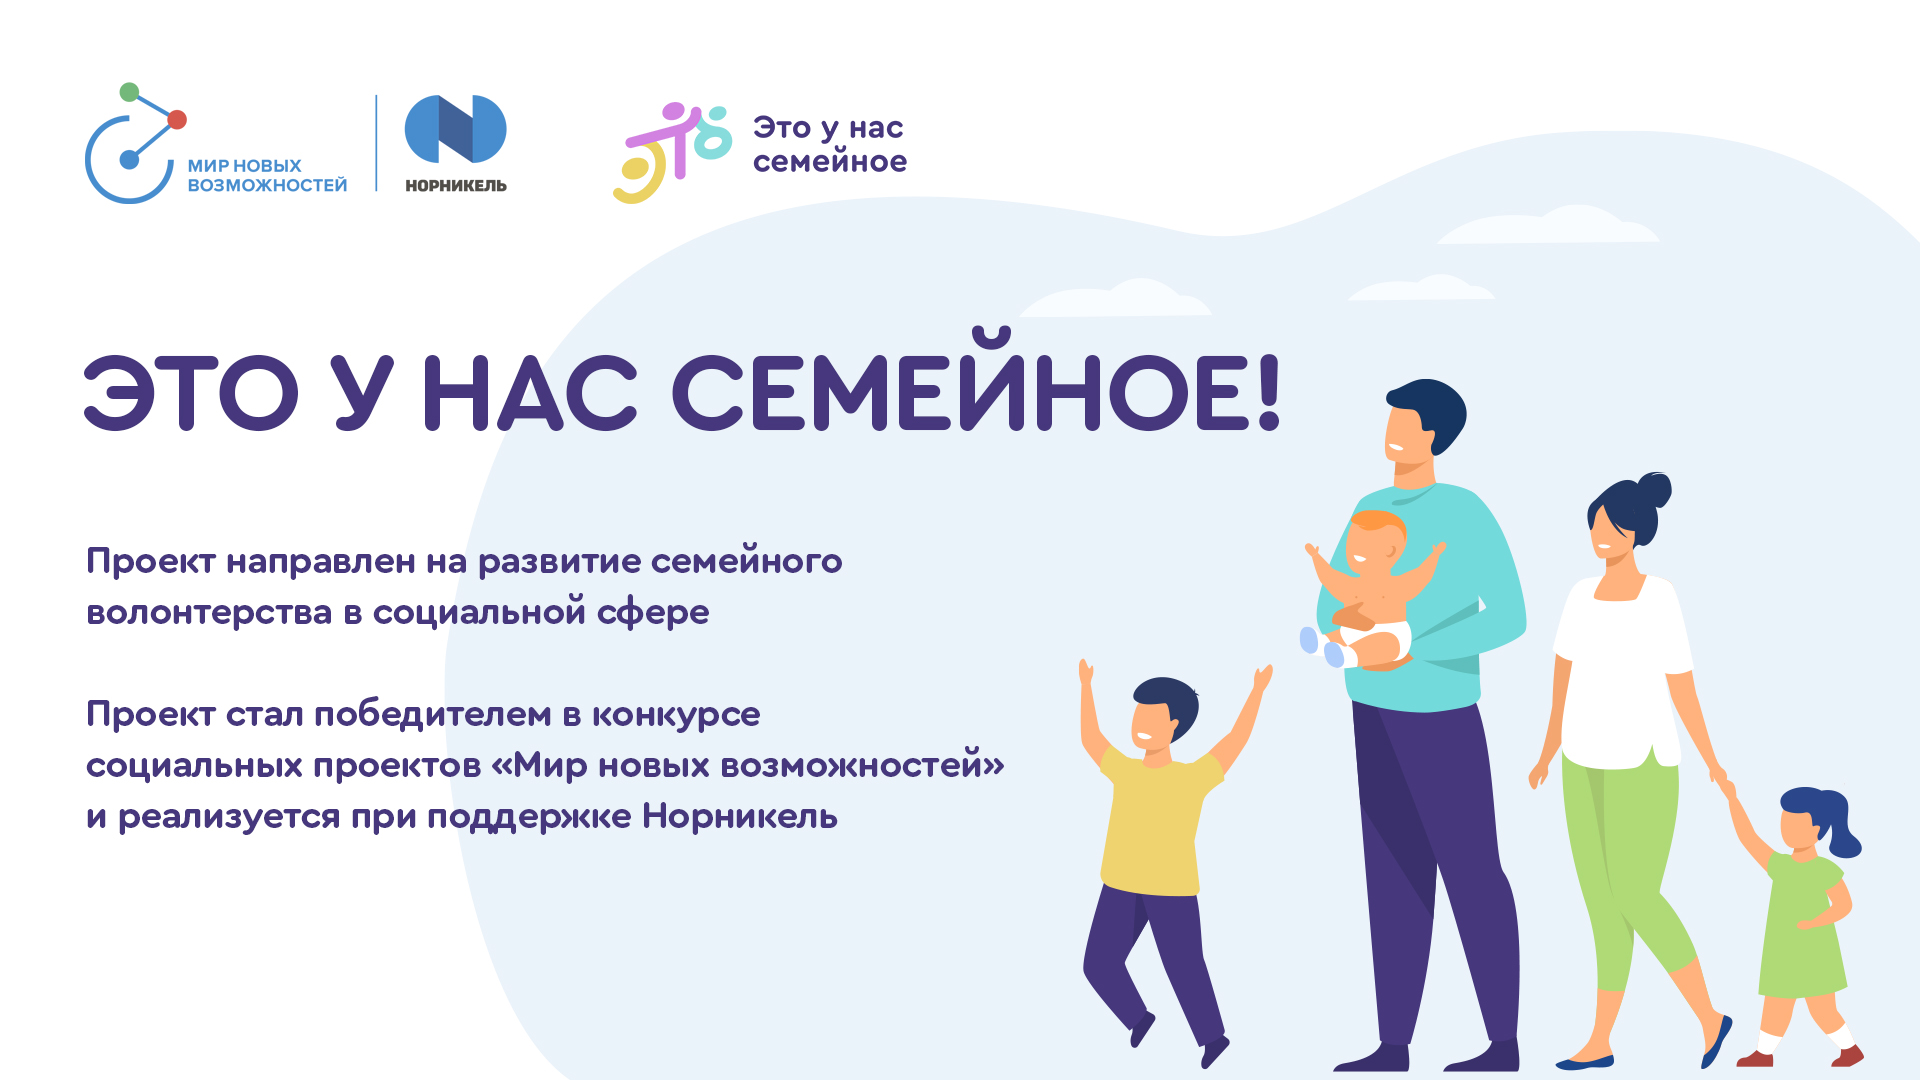 МИР НОВЫХ
ВОЗМОЖНОСТЕЙ
НОРНИКЕЛЬ
Это у нас
семейное
ЭТО У НАС СЕМЕЙНОЕ!
Проект направлен на развитие семейного
волонтерства в социальной сфере
Проект стал победителем в конкурсе
социальных проектов «Мир новых возможностей»
и реализуется при поддержке Норникель